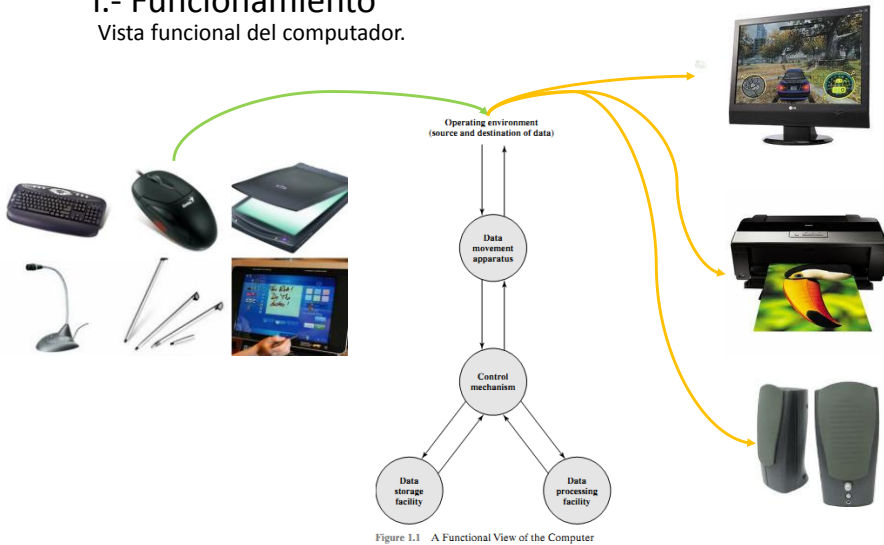 I.- Funcionamiento
Vista funcional del computador.
Operating environment
(source and destination of data)
Data
movement
apparatus
Control
mechanism
Data
storage
facility
Data
processing
facility
Figure 1.1 A Functional View of the Computer